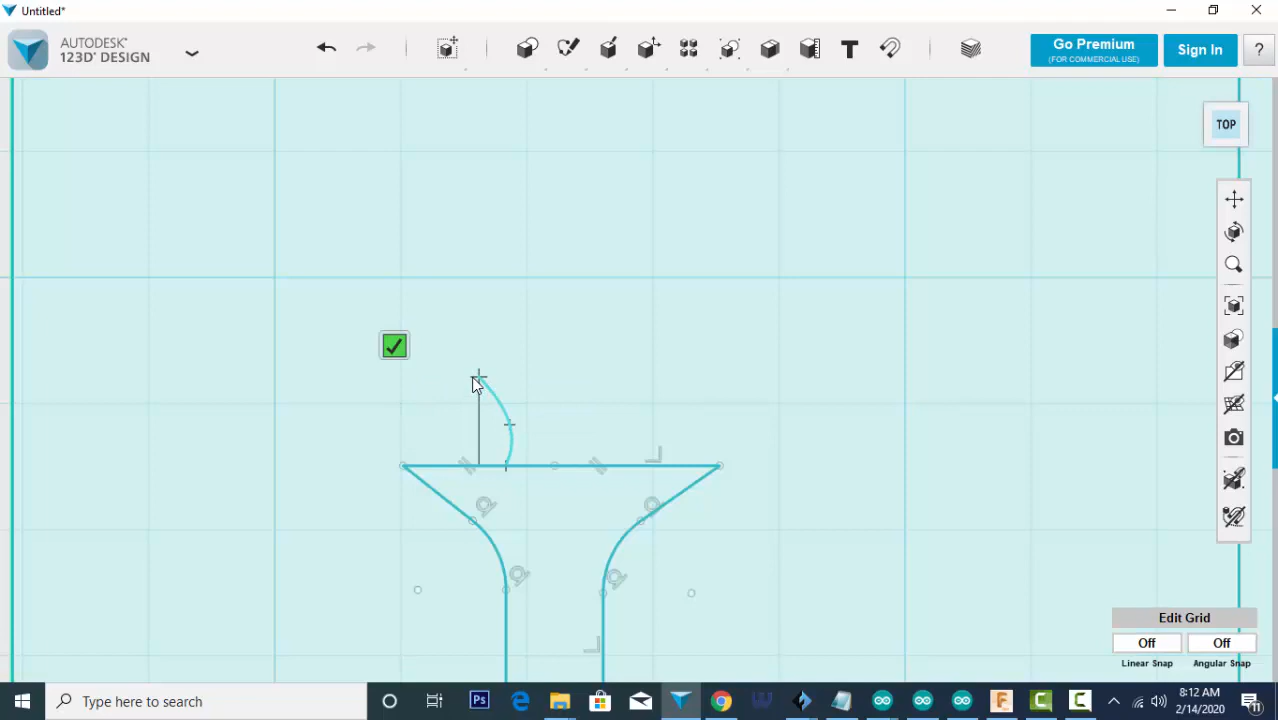 Untitled*
AUTODESK®
123D® DESIGN
Go Premium
(FOR COMMERCIAL USE)
Sign In
?
TOP
Edit Grid
Off
Off
Linear Snap
Angular Snap
Type here to search
Ps
F
C
C
8:12 AM
2/14/2020
11